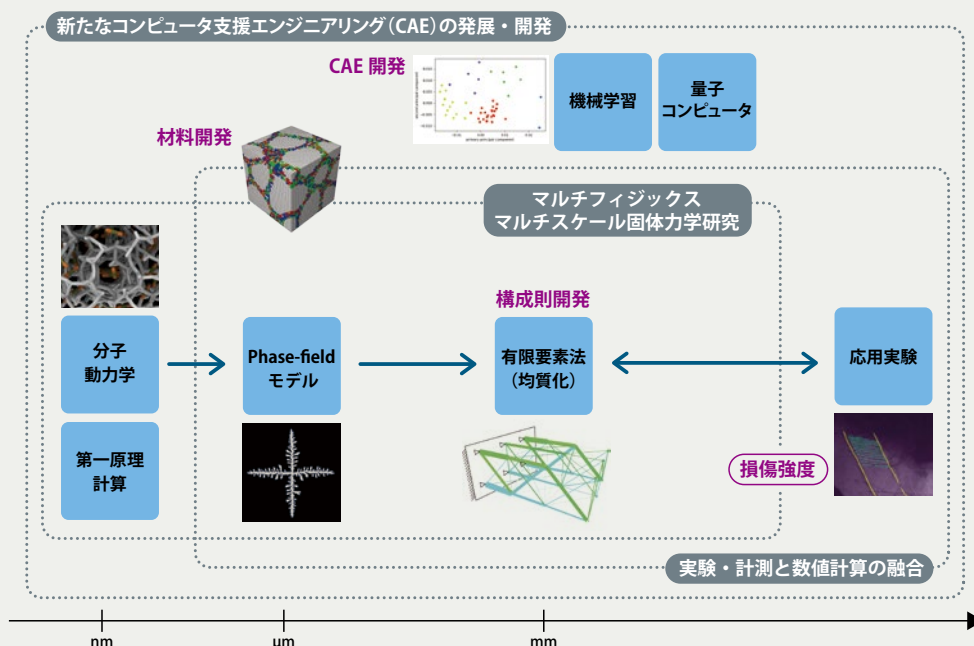 新たなコンピュータ支援エンジニアリング（CAE）の発展・開発
CAE 開発
機械学習
量子
コンピュータ
材料開発
マルチフィジックス
マルチスケール固体力学研究
構成則開発
分子
動力学
Phase-field
モデル
有限要素法
（均質化）
応用実験
第一原理
計算
損傷強度
実験・計測と数値計算の融合
nm
μm
mm